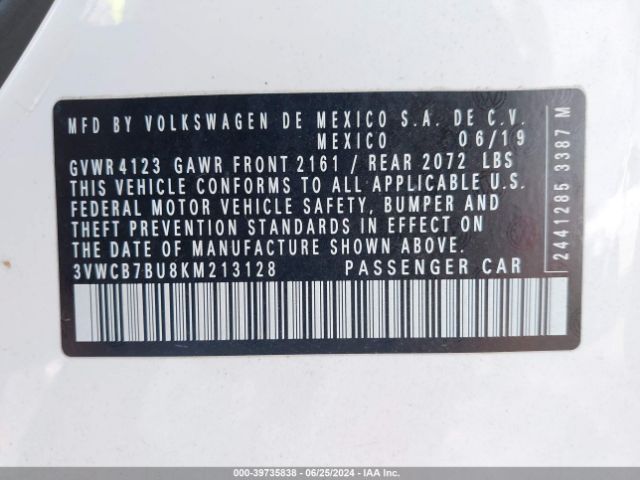 MFD BY VOLKSWAGEN DE MEXICO S.A. DE C.V.
MEXICO 06/19
GVWR 4123 GAWR FRONT 2161 / REAR 2072 LBS
THIS VEHICLE CONFORMS TO ALL APPLICABLE U.S.
FEDERAL MOTOR VEHICLE SAFETY, BUMPER AND
THEFT PREVENTION STANDARDS IN EFFECT ON
THE DATE OF MANUFACTURE SHOWN ABOVE.
3VWCB7BU8KM213128 PASSENGER CAR
2441285 3387 M
000-39735838 - 06/25/2024 - IAA Inc.